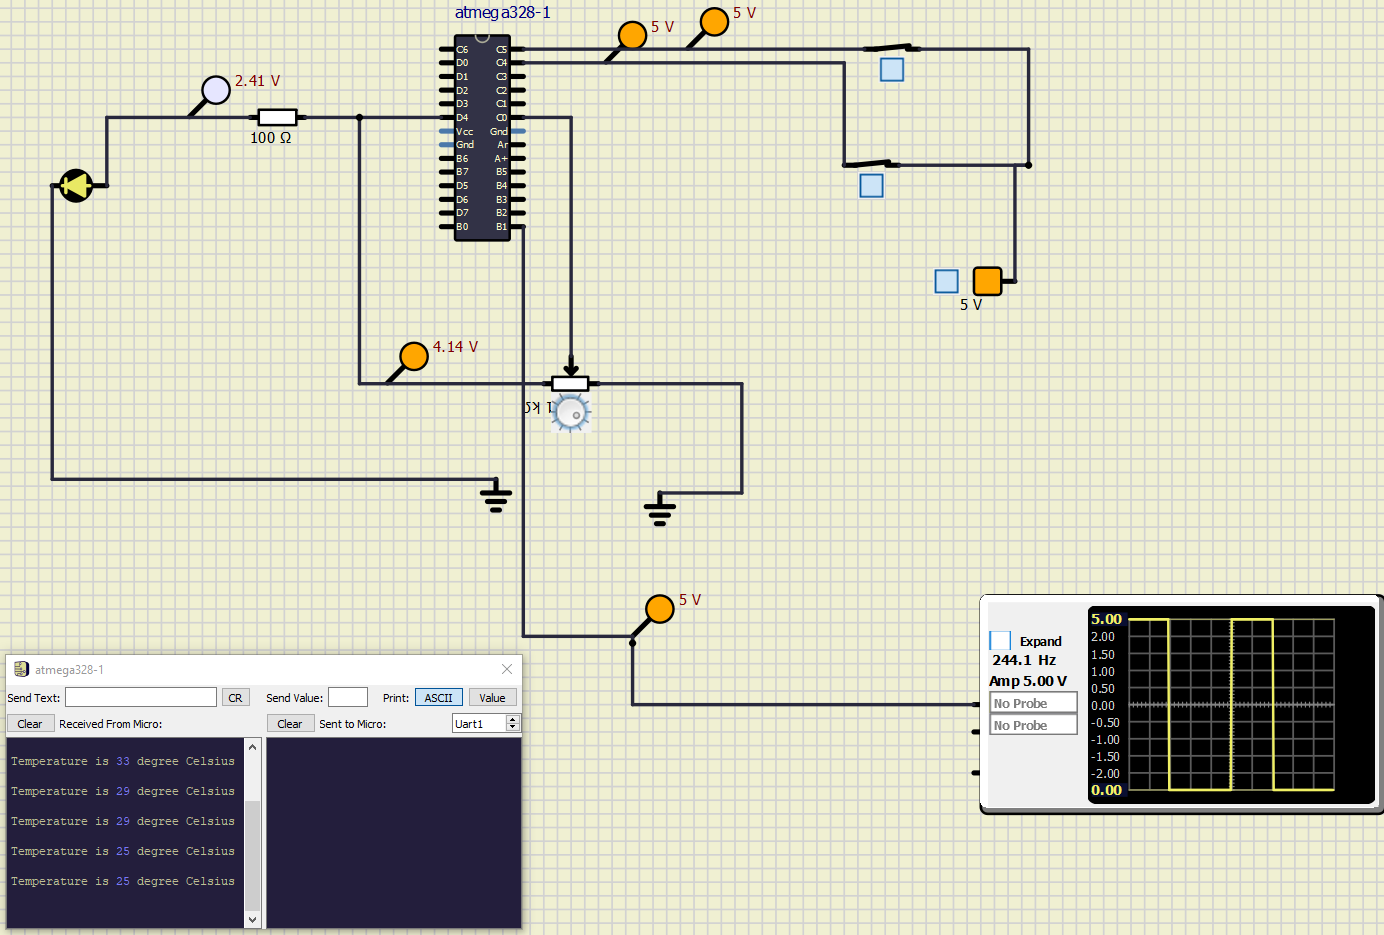 atmega328-1
5 V
5 V
2.41 V
100 Ω
C6 C5
D0 C4
D1 C3
D2 C2
D3 C1
D4 C0
Vcc Gnd
Gnd Ar
B6 A+
B7 B5
D5 B4
D6 B3
D7 B2
B0 B1
5 V
4.14 V
1 kΩ
5 V
Expand
244.1 Hz
Amp 5.00 V
No Probe
No Probe
5.00
2.00
1.50
1.00
0.50
0.00
-0.50
-1.00
-1.50
-2.00
0.00
atmega328-1
Send Text: CR Send Value: Print: ASCII Value
Clear Received From Micro: Clear Sent to Micro: Uart1
Temperature is 33 degree Celsius
Temperature is 29 degree Celsius
Temperature is 29 degree Celsius
Temperature is 25 degree Celsius
Temperature is 25 degree Celsius